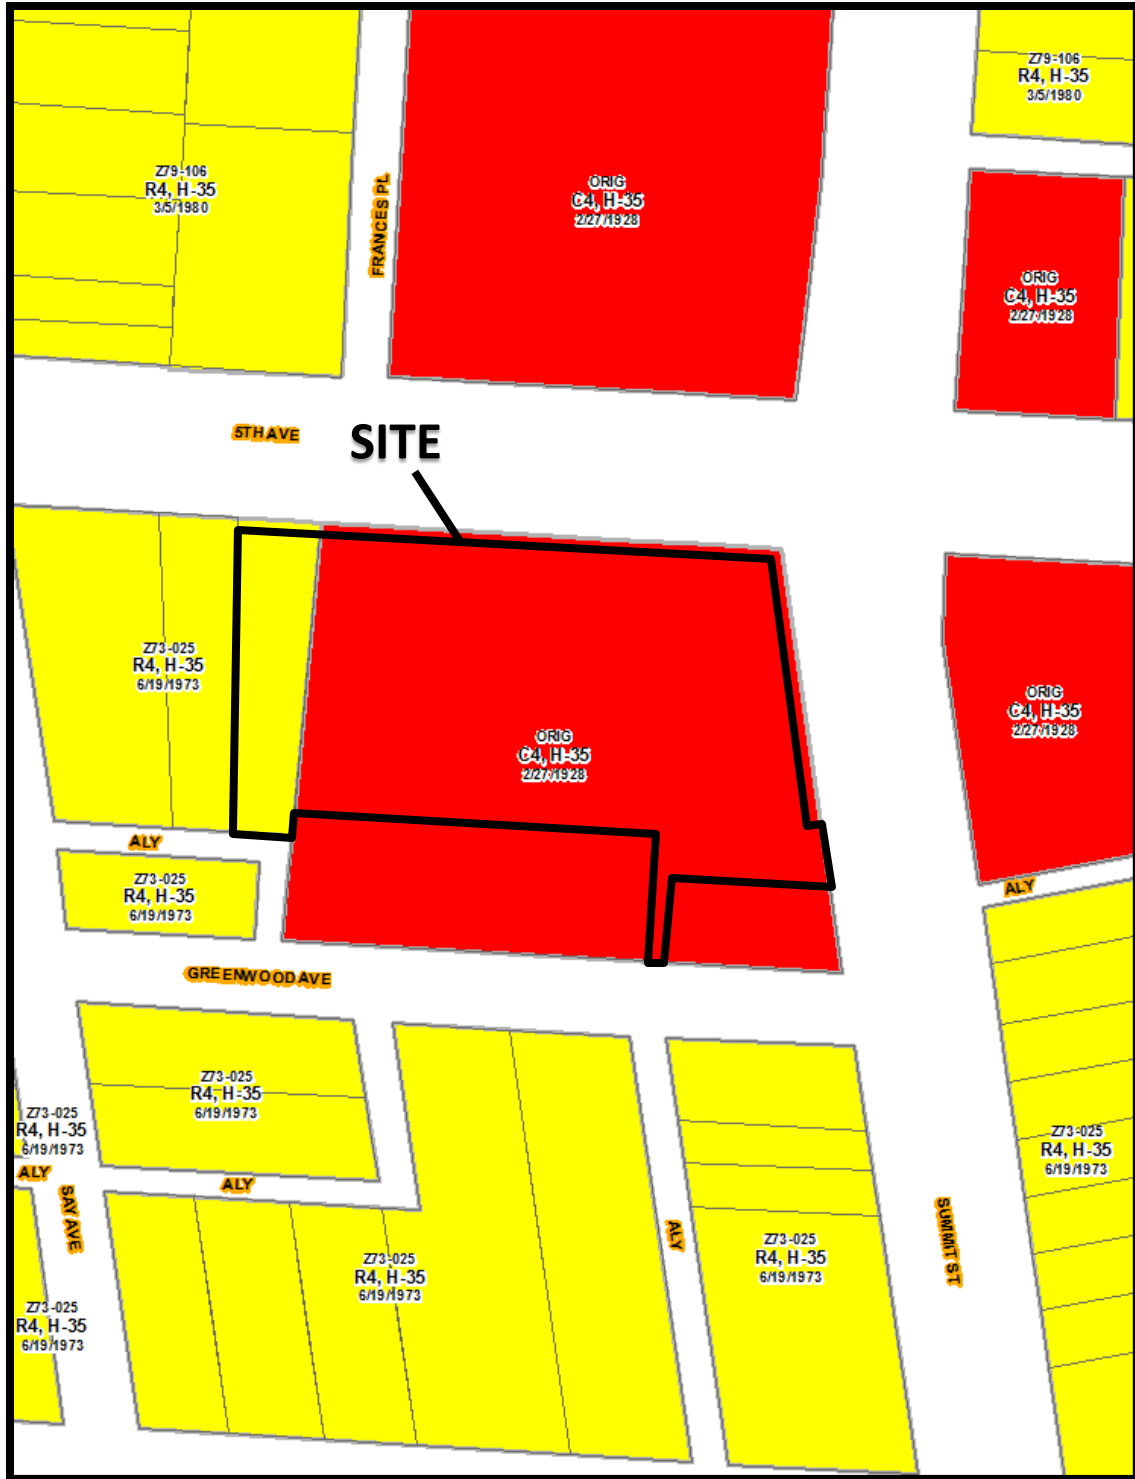 Z79-106
R4, H-35
3/5/1980
ORIG
C4, H-35
2/27/1928
Z79-106
R4, H-35
3/5/1980
FRANCES PL
ORIG
C4, H-35
2/27/1928
5TH AVE
SITE
Z73-025
R4, H-35
6/19/1973
ORIG
C4, H-35
2/27/1928
ORIG
C4, H-35
2/27/1928
ALY
Z73-025
R4, H-35
6/19/1973
ALY
GREENWOOD AVE
Z73-025
R4, H-35
6/19/1973
Z73-025
R4, H-35
6/19/1973
Z73-025
R4, H-35
6/19/1973
ALY
ALY
SAY AVE
ALY
SUMMIT ST
Z73-025
R4, H-35
6/19/1973
Z73-025
R4, H-35
6/19/1973
Z73-025
R4, H-35
6/19/1973